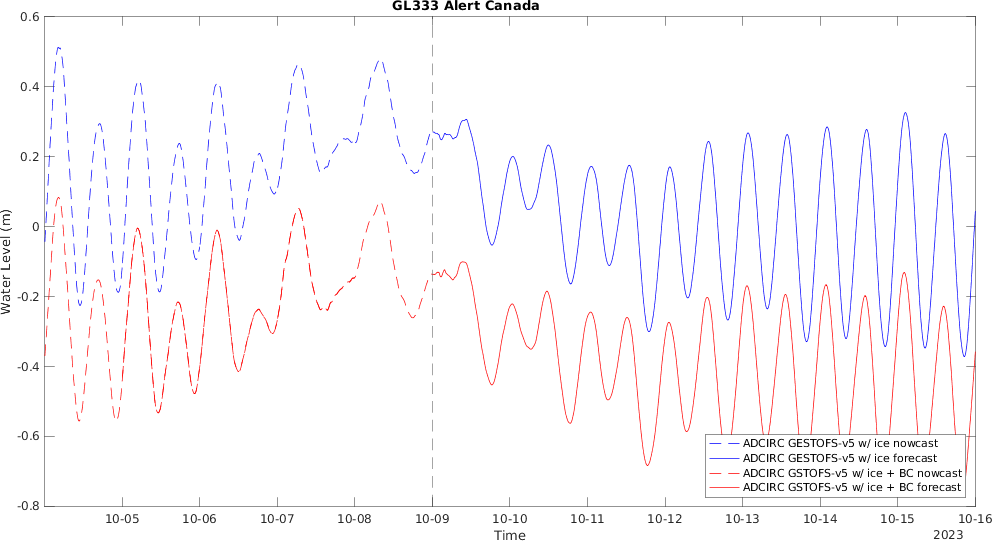 GL333 Alert Canada
0.6
0.4
0.2
0
-0.2
-0.4
-0.6
-0.8
Water Level (m)
ADCIRC GESTOFS-v5 w/ ice nowcast
ADCIRC GESTOFS-v5 w/ ice forecast
ADCIRC GSTOFS-v5 w/ ice + BC nowcast
ADCIRC GSTOFS-v5 w/ ice + BC forecast
10-05 10-06 10-07 10-08 10-09 10-10 10-11 10-12 10-13 10-14 10-15 10-16
Time
2023